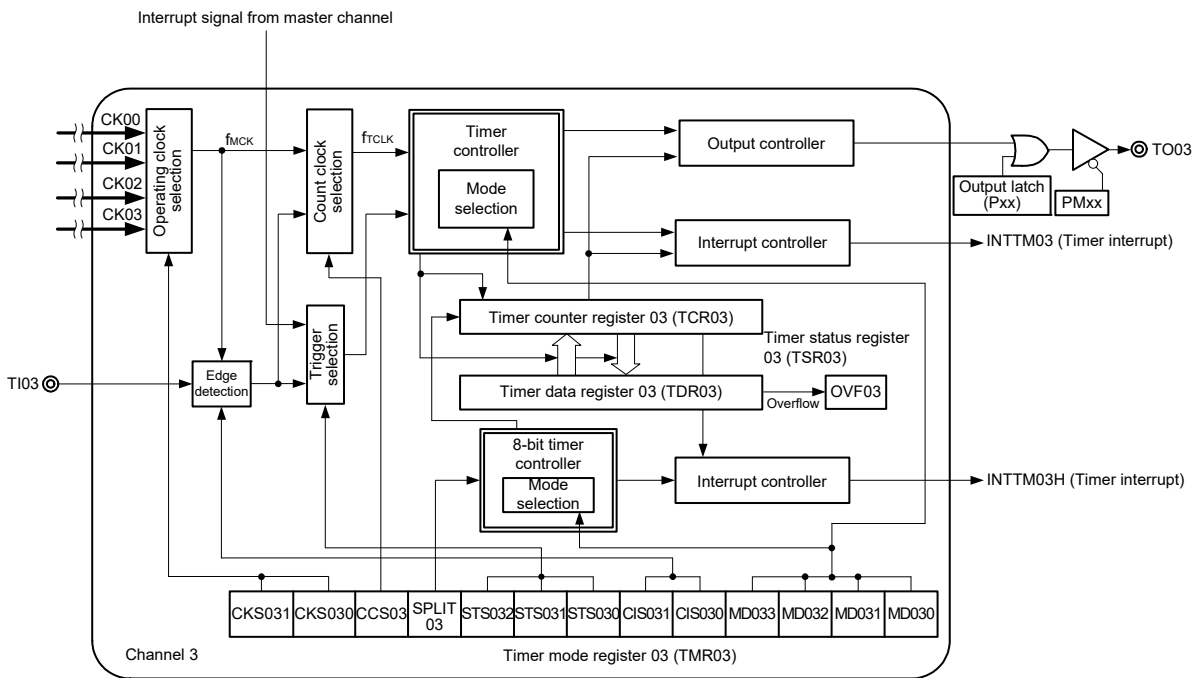 Interrupt signal from master channel
CK00
CK01
CK02
CK03
Operating clock
selection
fMCK
Count clock
selection
fTCLK
Timer
controller
Mode
selection
Output controller
Output latch
(Pxx)
PMxx
TO03
Interrupt controller
INTTM03 (Timer interrupt)
Trigger
selection
Timer counter register 03 (TCR03)
Timer status register
03 (TSR03)
TI03
Edge
detection
Timer data register 03 (TDR03)
Overflow
OVF03
8-bit timer
controller
Mode
selection
Interrupt controller
INTTM03H (Timer interrupt)
CKS031
CKS030
CCS03
SPLIT
03
STS032
STS031
STS030
CIS031
CIS030
MD033
MD032
MD031
MD030
Channel 3
Timer mode register 03 (TMR03)